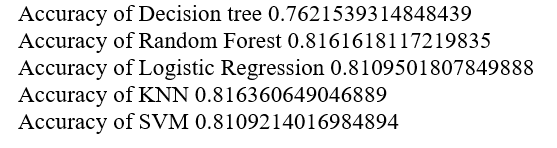 Accuracy of Decision tree 0.7621539314848439
Accuracy of Random Forest 0.8161618117219835
Accuracy of Logistic Regression 0.8109501807849888
Accuracy of KNN 0.816360649046889
Accuracy of SVM 0.8109214016984894